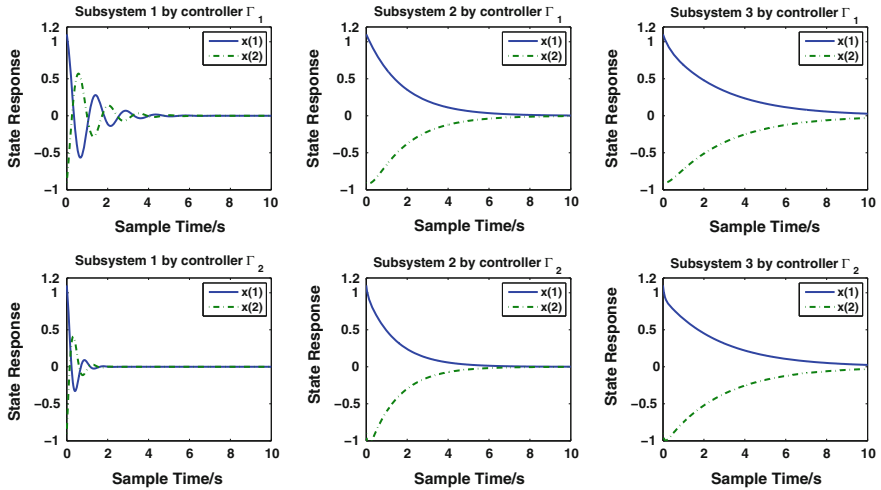 Subsystem 1 by controller Γ1
State Response
1.2
1
0.5
0
−0.5
−1
0 2 4 6 8 10
Sample Time/s
x(1)
x(2)
Subsystem 2 by controller Γ1
State Response
1.2
1
0.5
0
−0.5
−1
0 2 4 6 8 10
Sample Time/s
x(1)
x(2)
Subsystem 3 by controller Γ1
State Response
1.2
1
0.5
0
−0.5
−1
0 2 4 6 8 10
Sample Time/s
x(1)
x(2)
Subsystem 1 by controller Γ2
State Response
1.2
1
0.5
0
−0.5
−1
0 2 4 6 8 10
Sample Time/s
x(1)
x(2)
Subsystem 2 by controller Γ2
State Response
1.2
1
0.5
0
−0.5
−1
0 2 4 6 8 10
Sample Time/s
x(1)
x(2)
Subsystem 3 by controller Γ2
State Response
1.2
1
0.5
0
−0.5
−1
0 2 4 6 8 10
Sample Time/s
x(1)
x(2)